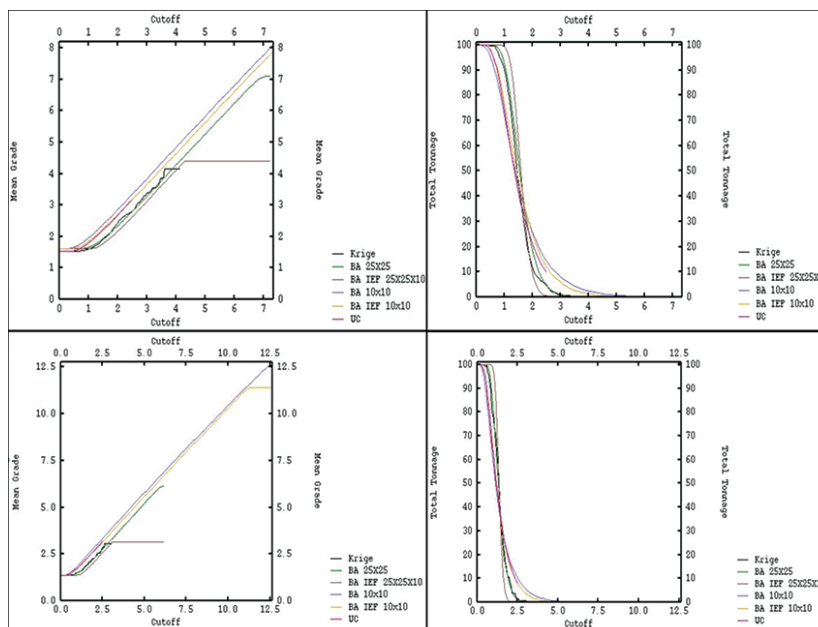 Cutoff
0 1 2 3 4 5 6 7
8 8
7 7
6 6
5 5
4 4
3 3
2 2
1 1
0 0
Mean Grade
Mean Grade
0 1 2 3 4 5 6 7
Cutoff
Krige
BA 25X25
BA IEF 25X25X10
BA 10x10
BA IEF 10x10
UC
Cutoff
0 1 2 3 4 5 6 7
100 100
90 90
80 80
70 70
60 60
50 50
40 40
30 30
20 20
10 10
0 0
Total Tonnage
Total Tonnage
0 1 2 3 4 5 6 7
Cutoff
Krige
BA 25X25
BA IEF 25X25X
BA 10x10
BA IEF 10x10
UC
Cutoff
0.0 2.5 5.0 7.5 10.0 12.5
12.5 12.5
10.0 10.0
7.5 7.5
5.0 5.0
2.5 2.5
0.0 0.0
Mean Grade
Mean Grade
0.0 2.5 5.0 7.5 10.0 12.5
Cutoff
Krige
BA 25X25
BA IEF 25X25X10
BA 10x10
BA IEF 10x10
UC
Cutoff
0.0 2.5 5.0 7.5 10.0 12.5
100 100
90 90
80 80
70 70
60 60
50 50
40 40
30 30
20 20
10 10
0 0
Total Tonnage
Total Tonnage
0.0 2.5 5.0 7.5 10.0 12.5
Cutoff
Krige
BA 25X25
BA IEF 25X25X
BA 10x10
BA IEF 10x10
UC